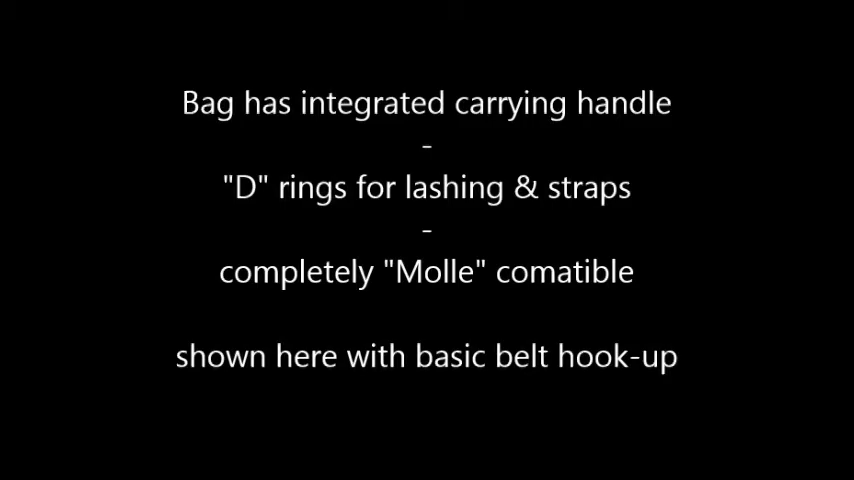 Bag has integrated carrying handle
-
"D" rings for lashing & straps
-
completely "Molle" comatible
shown here with basic belt hook-up